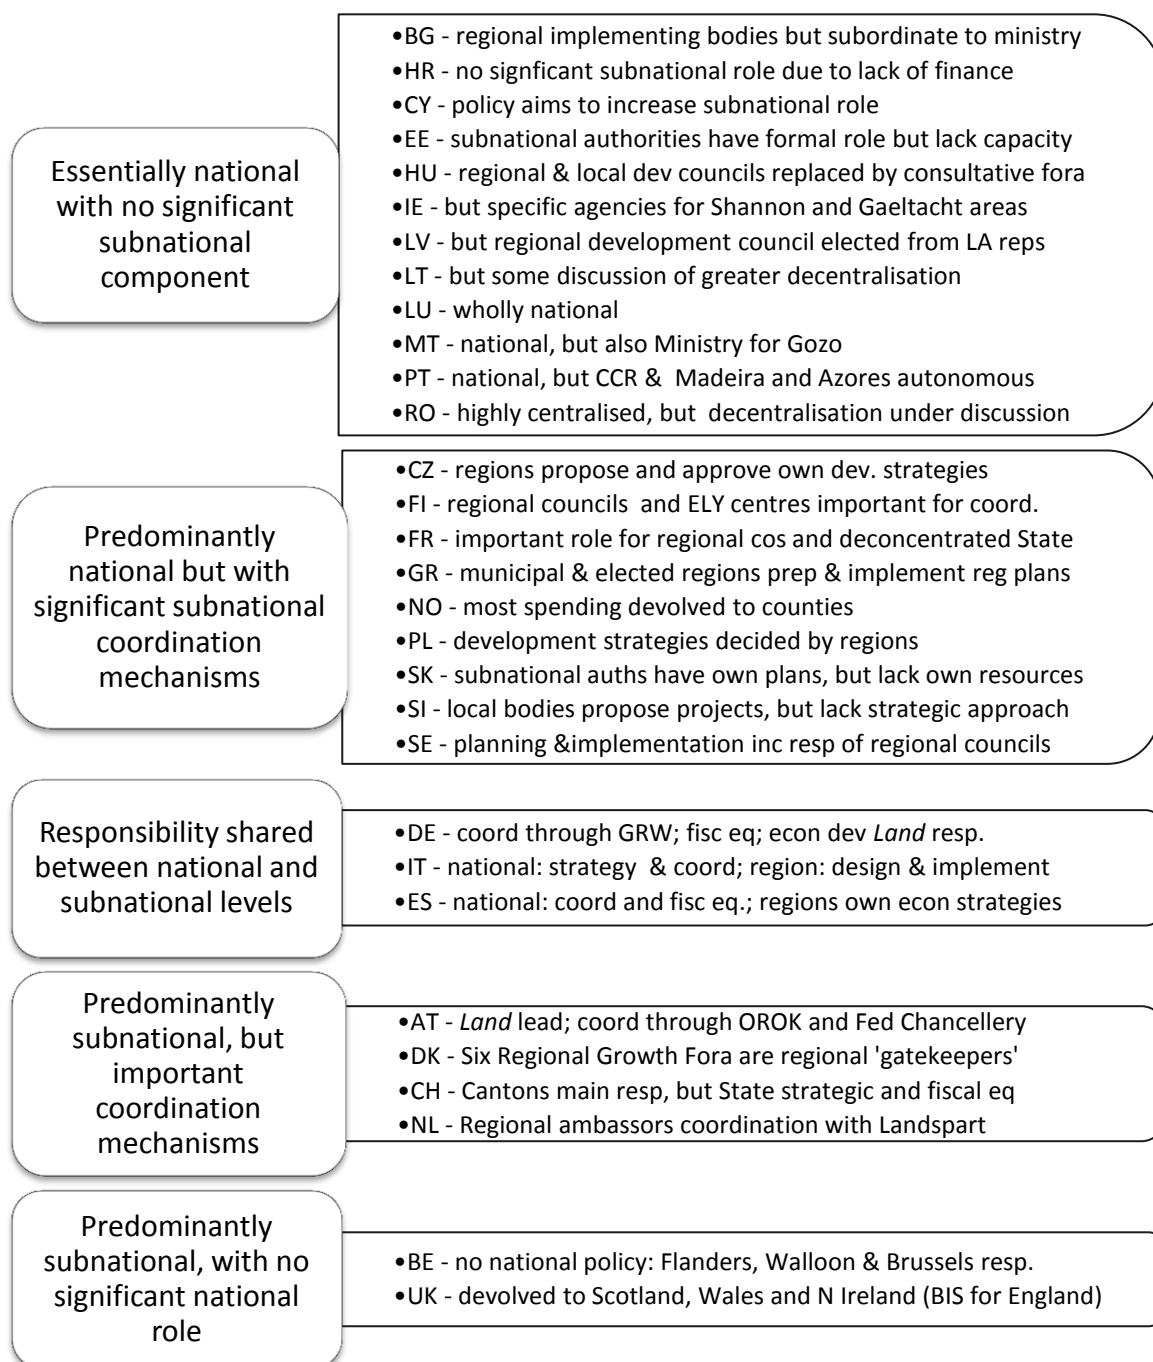 Essentially national
with no significant
subnational
component
•BG - regional implementing bodies but subordinate to ministry
•HR - no signficant subnational role due to lack of finance
•CY - policy aims to increase subnational role
•EE - subnational authorities have formal role but lack capacity
•HU - regional & local dev councils replaced by consultative fora
•IE - but specific agencies for Shannon and Gaeltacht areas
•LV - but regional development council elected from LA reps
•LT - but some discussion of greater decentralisation
•LU - wholly national
•MT - national, but also Ministry for Gozo
•PT - national, but CCR & Madeira and Azores autonomous
•RO - highly centralised, but decentralisation under discussion
Predominantly
national but with
significant subnational
coordination
mechanisms
•CZ - regions propose and approve own dev. strategies
•FI - regional councils and ELY centres important for coord.
•FR - important role for regional cos and deconcentrated State
•GR - municipal & elected regions prep & implement reg plans
•NO - most spending devolved to counties
•PL - development strategies decided by regions
•SK - subnational auths have own plans, but lack own resources
•SI - local bodies propose projects, but lack strategic approach
•SE - planning &implementation inc resp of regional councils
Responsibility shared
between national and
subnational levels
•DE - coord through GRW; fisc eq; econ dev Land resp.
•IT - national: strategy & coord; region: design & implement
•ES - national: coord and fisc eq.; regions own econ strategies
Predominantly
subnational, but
important
coordination
mechanisms
•AT - Land lead; coord through OROK and Fed Chancellery
•DK - Six Regional Growth Fora are regional 'gatekeepers'
•CH - Cantons main resp, but State strategic and fiscal eq
•NL - Regional ambassors coordination with Landspart
Predominantly
subnational, with no
significant national
role
•BE - no national policy: Flanders, Walloon & Brussels resp.
•UK - devolved to Scotland, Wales and N Ireland (BIS for England)